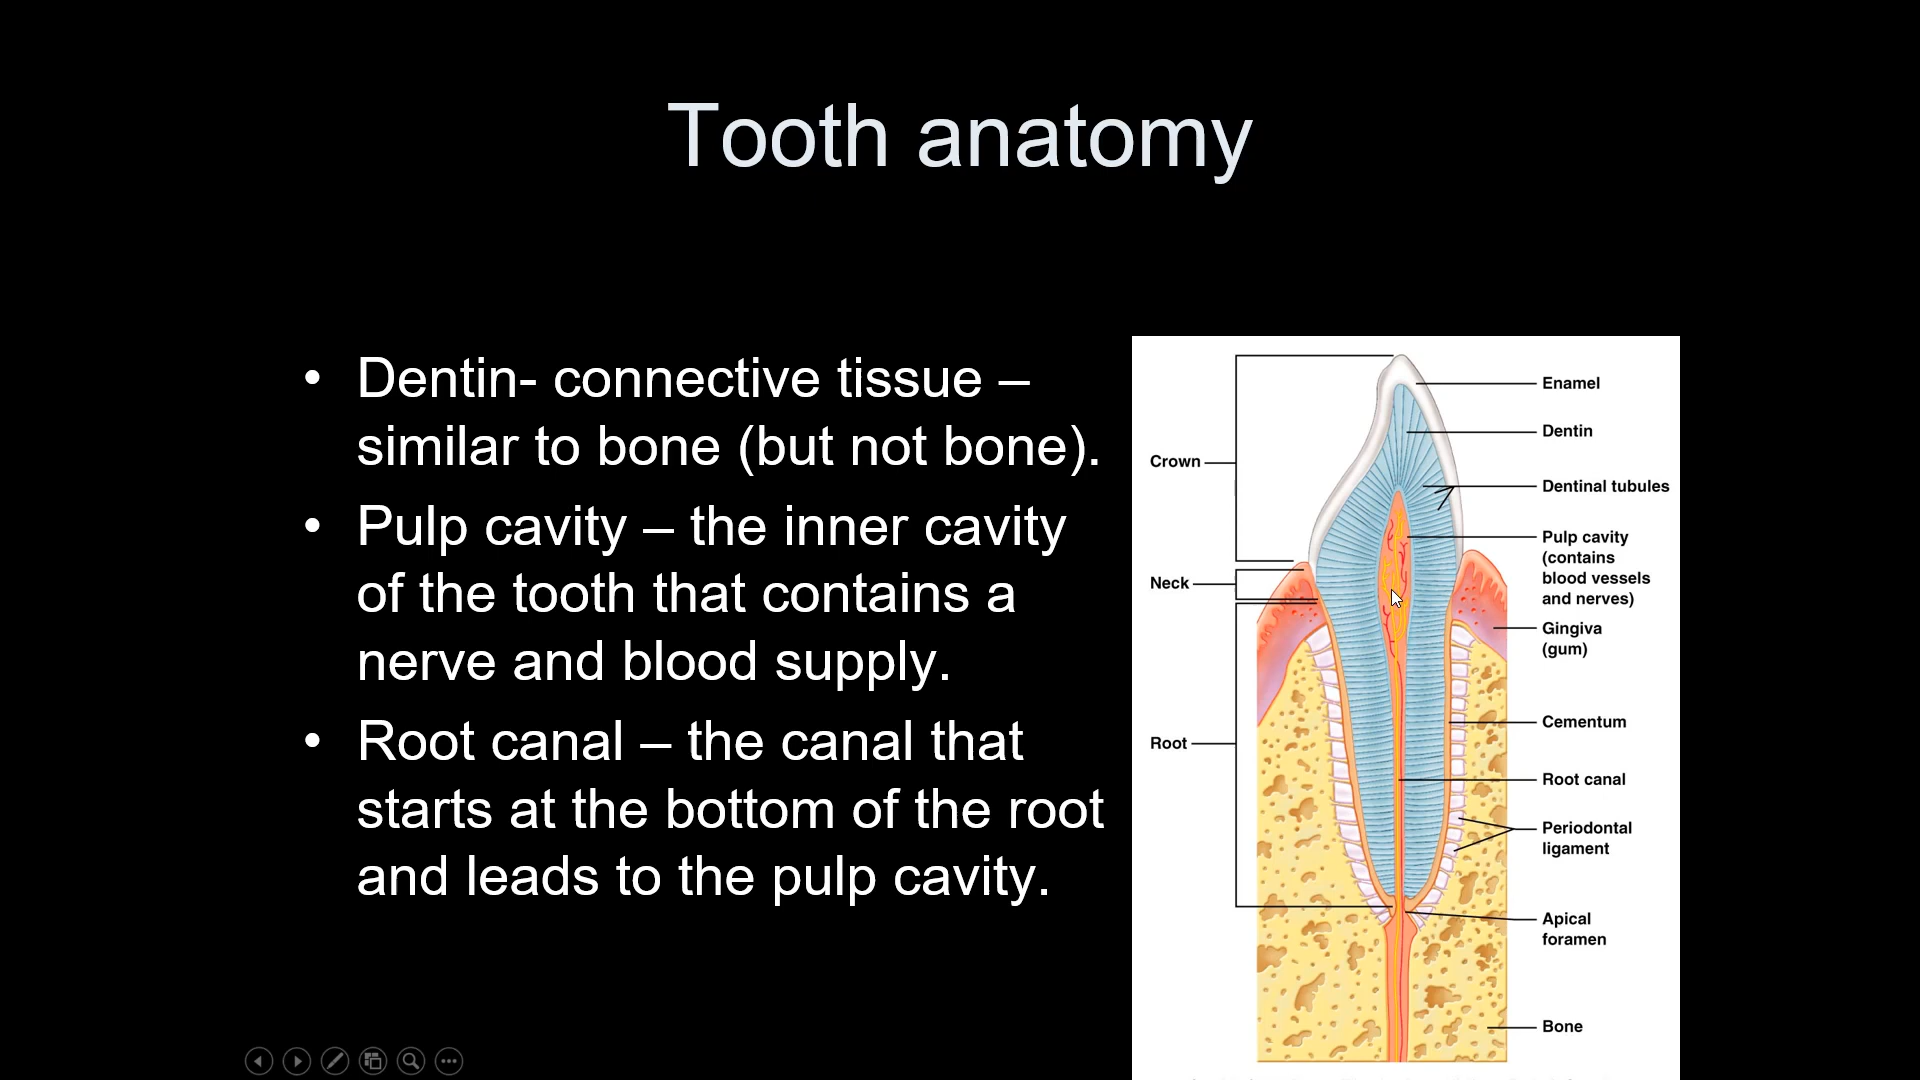 Tooth anatomy
• Dentin- connective tissue –
similar to bone (but not bone).
• Pulp cavity – the inner cavity
of the tooth that contains a
nerve and blood supply.
• Root canal – the canal that
starts at the bottom of the root
and leads to the pulp cavity.
Crown
Neck
Root
Enamel
Dentin
Dentinal tubules
Pulp cavity
(contains
blood vessels
and nerves)
Gingiva
(gum)
Cementum
Root canal
Periodontal
ligament
Apical
foramen
Bone